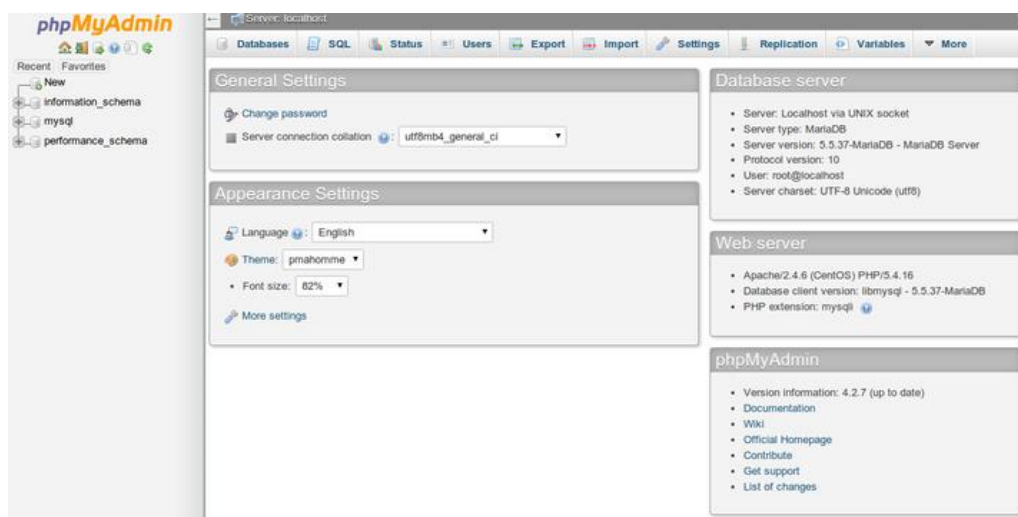 phpMyAdmin
Recent Favorites
New
information_schema
mysql
performance_schema
Server: localhost
Databases SQL Status Users Export Import Settings Replication Variables More
General Settings
Change password
Server connection collation : utf8mb4_general_ci
Appearance Settings
Language : English
Theme: pmahomme
Font size: 82%
More settings
Database server
Server: Localhost via UNIX socket
Server type: MariaDB
Server version: 5.5.37-MariaDB - MariaDB Server
Protocol version: 10
User: root@localhost
Server charset: UTF-8 Unicode (utf8)
Web server
Apache/2.4.6 (CentOS) PHP/5.4.16
Database client version: libmysql - 5.5.37-MariaDB
PHP extension: mysqli
phpMyAdmin
Version information: 4.2.7 (up to date)
Documentation
Wiki
Official Homepage
Contribute
Get support
List of changes